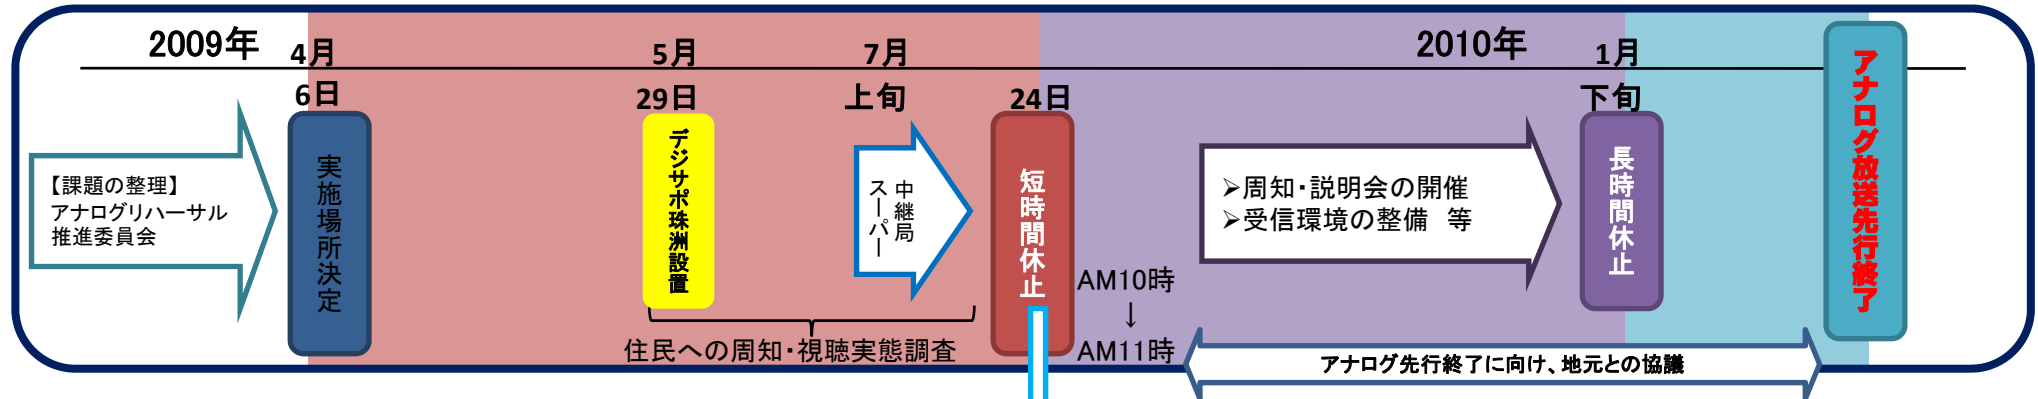 2009年
2010年
4月
6日
5月
29日
7月
上旬
24日
1月
下旬
【課題の整理】
アナログリハーサル
推進委員会
実施場所決定
デジサポ珠洲設置
中継局
スーパー
短時間休止
AM10時
↓
AM11時
➢周知・説明会の開催
➢受信環境の整備 等
長時間休止
アナログ放送先行終了
住民への周知・視聴実態調査
アナログ先行終了に向け、地元との協議